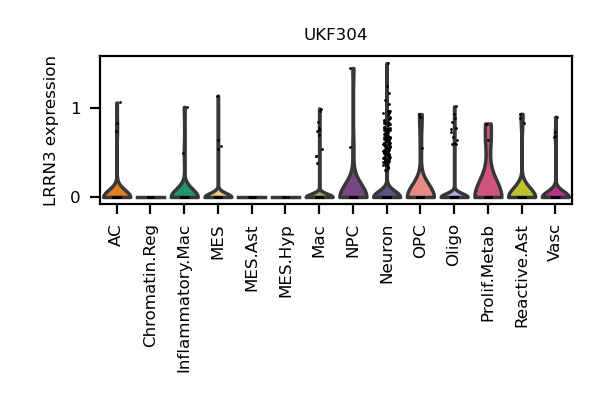 UKF304
LRRN3 expression
1
0
AC
Chromatin.Reg
Inflammatory.Mac
MES
MES.Ast
MES.Hyp
Mac
NPC
Neuron
OPC
Oligo
Prolif.Metab
Reactive.Ast
Vasc